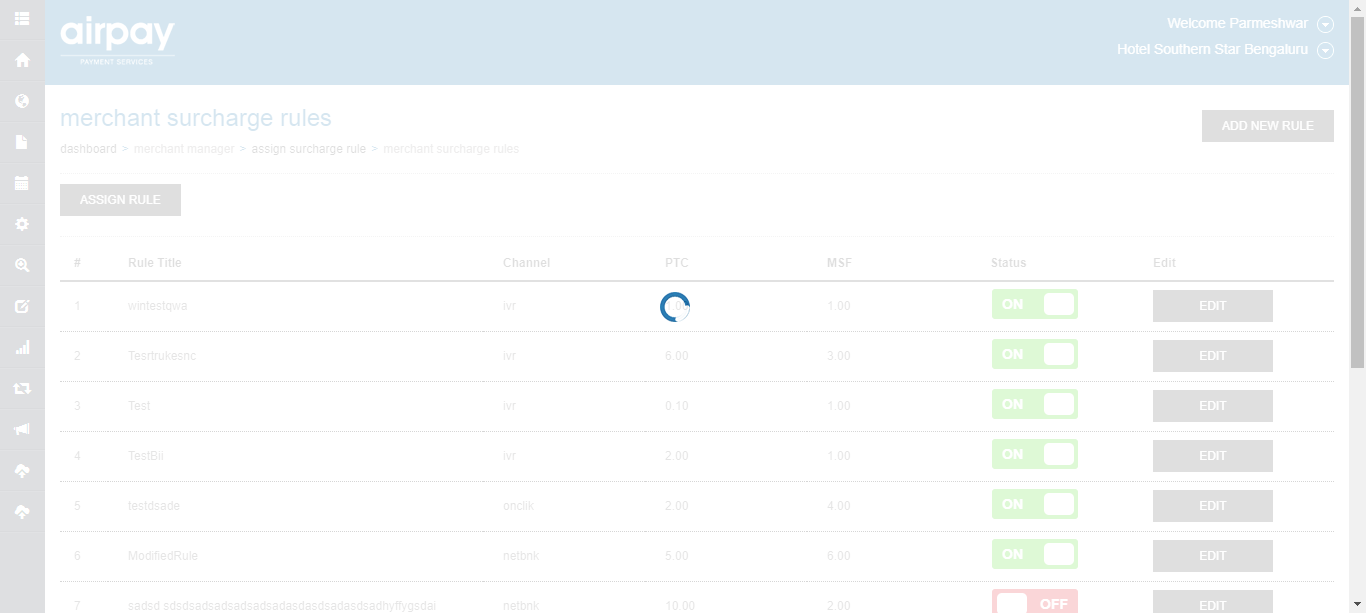 airpay
PAYMENT SERVICES
Welcome Parmeshwar
Hotel Southern Star Bengaluru
merchant surcharge rules
ADD NEW RULE
dashboard > merchant manager > assign surcharge rule > merchant surcharge rules
ASSIGN RULE
# Rule Title Channel PTC MSF Status Edit
1 wintestqwa ivr 1.00 ON EDIT
2 Tesrtrukesnc ivr 6.00 3.00 ON EDIT
3 Test ivr 0.10 1.00 ON EDIT
4 TestBil ivr 2.00 1.00 ON EDIT
5 testdsade onclik 2.00 4.00 ON EDIT
6 ModifiedRule netbnk 5.00 6.00 ON EDIT
7 netbnk 10.00 2.00 OFF EDIT